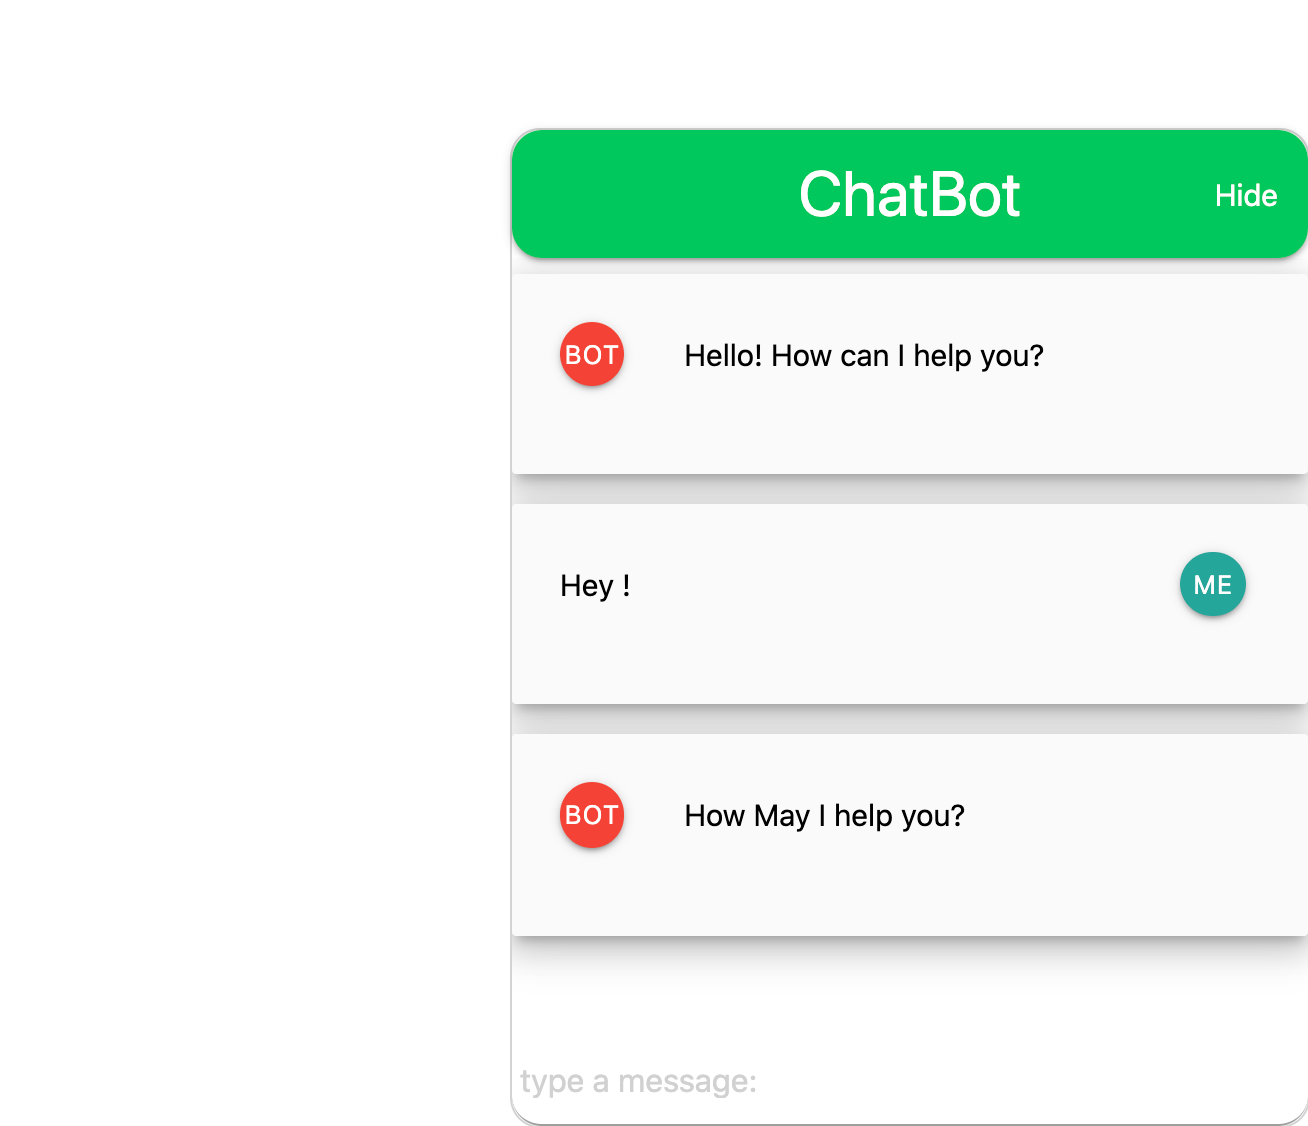 ChatBot
Hide
BOT
Hello! How can I help you?
Hey !
ME
BOT
How May I help you?
type a message: